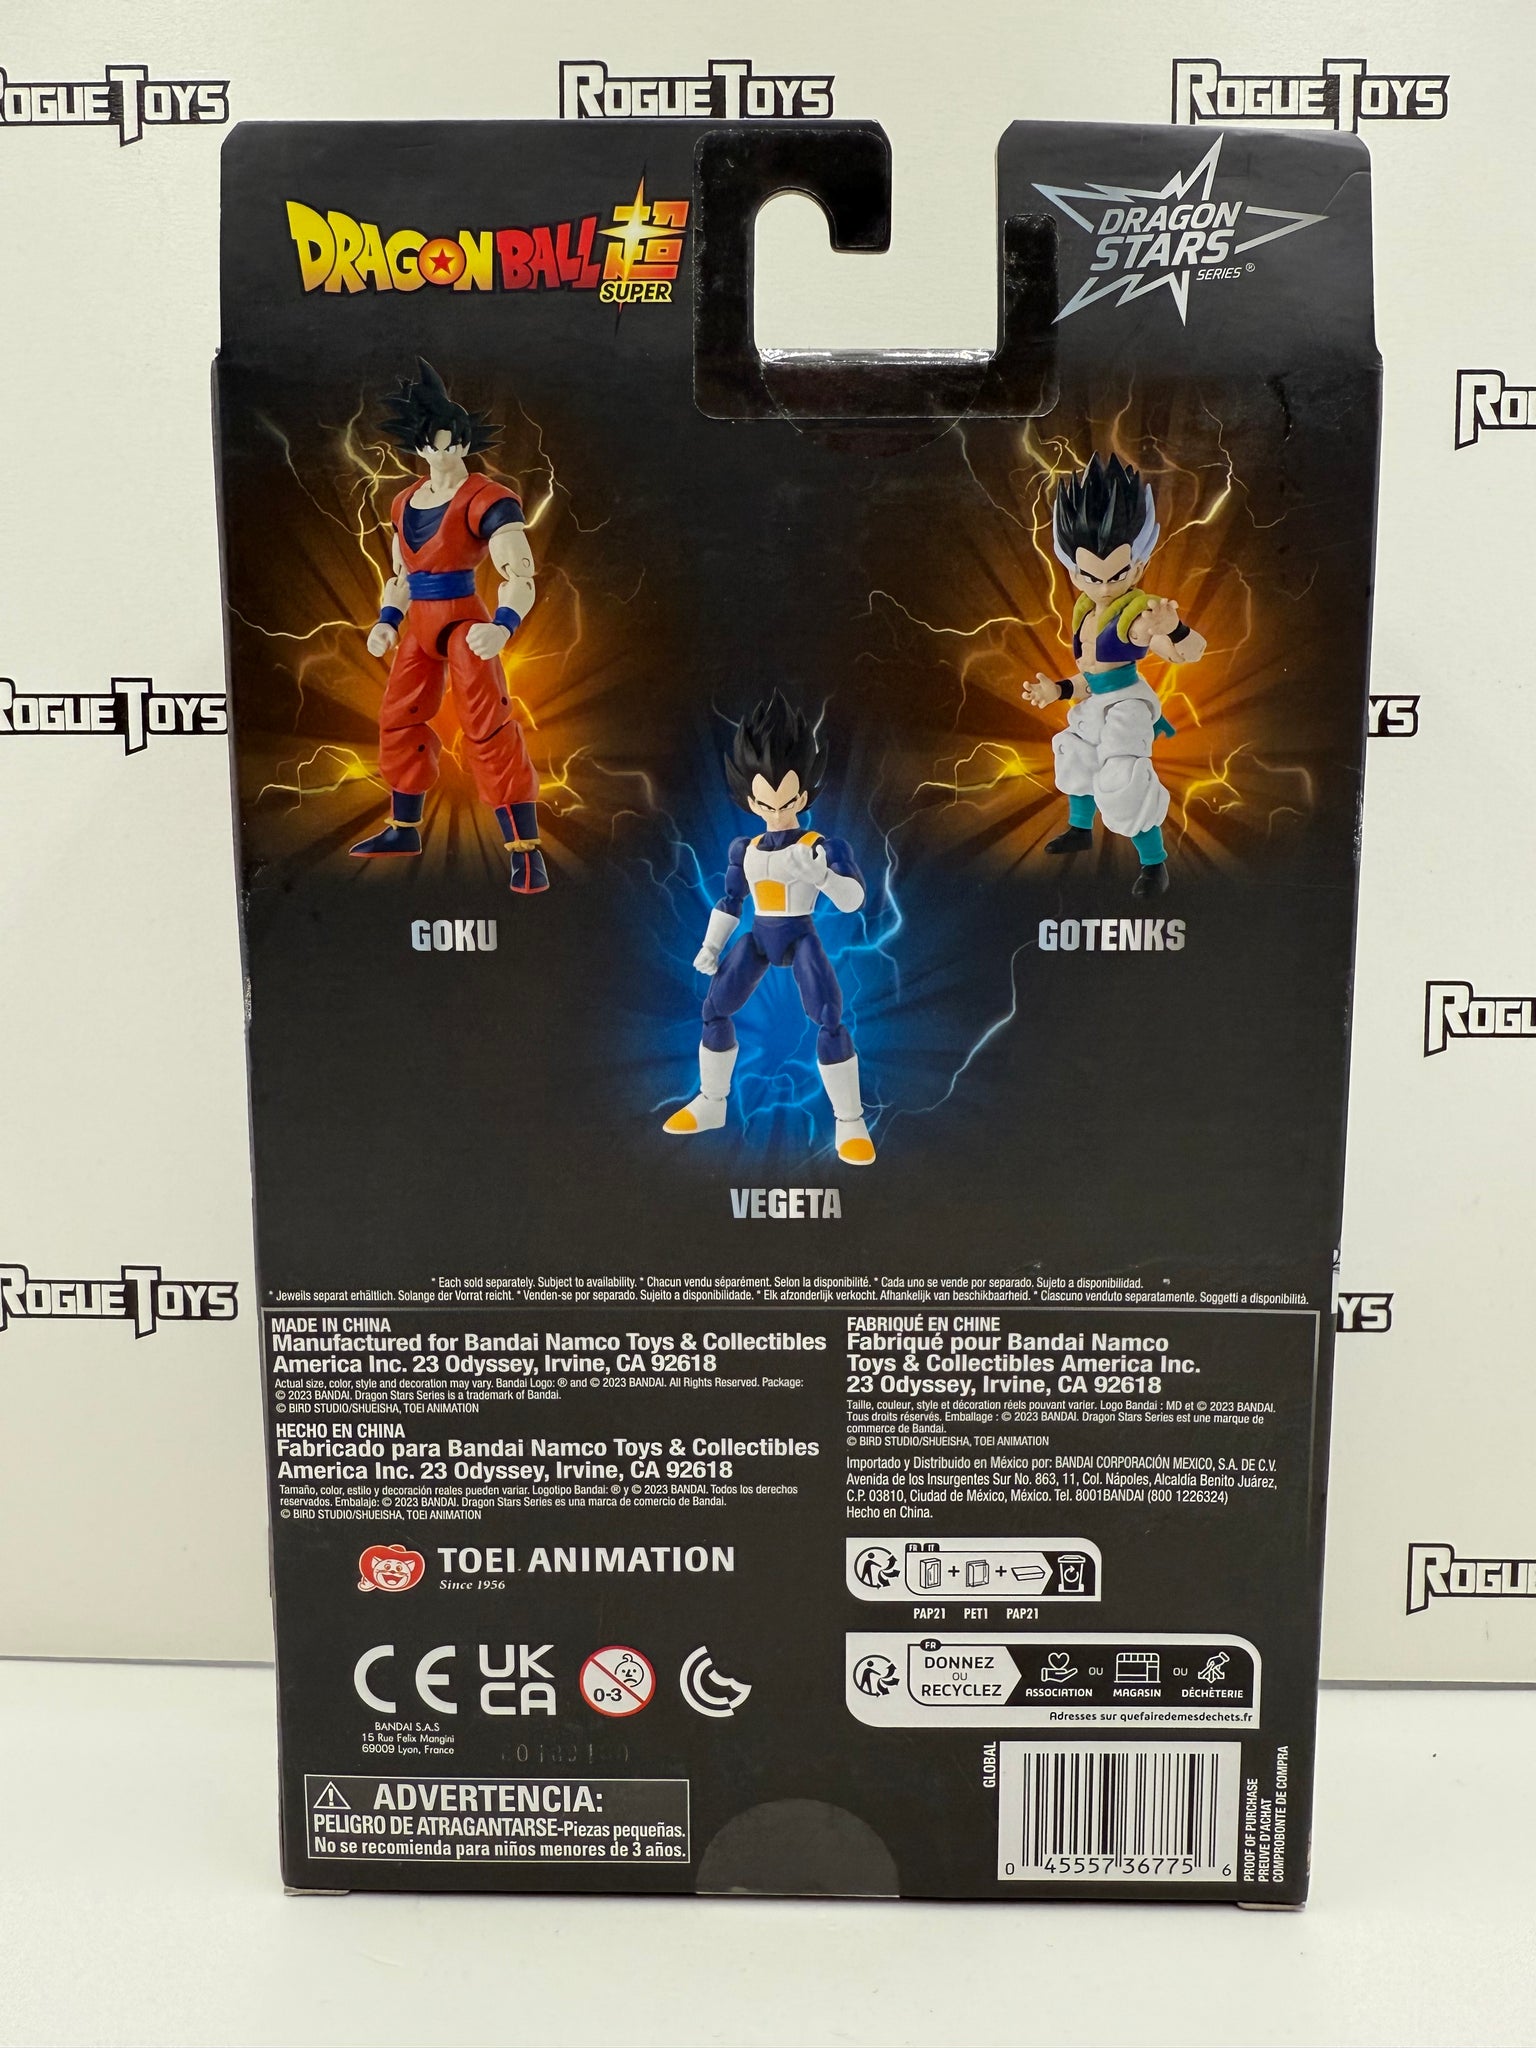 ROGUE TOYS
ROGUE TOYS
ROGUE TOYS
DRAGON BALL 超
SUPER
DRAGON
STARS
SERIES ®
ROGUE TOYS
GOKU
GOTENKS
VEGETA
* Each sold separately. Subject to availability. * Chacun vendu séparément. Selon la disponibilité. * Cada uno se vende por separado. Sujeto a disponibilidad.
* Jeweils separat erhältlich. Solange der Vorrat reicht. * Venden-se por separado. Sujeito a disponibilidade. * Elk afzonderlijk verkocht. Afhankelijk van beschikbaarheid. * Ciascuno venduto separatamente. Soggetti a disponibilità.
ROGUE TOYS
MADE IN CHINA
Manufactured for Bandai Namco Toys & Collectibles
America Inc. 23 Odyssey, Irvine, CA 92618
Actual size, color, style and decoration may vary. Bandai Logo: ® and © 2023 BANDAI. All Rights Reserved. Package:
© 2023 BANDAI. Dragon Stars Series is a trademark of Bandai.
© BIRD STUDIO/SHUEISHA, TOEI ANIMATION
HECHO EN CHINA
Fabricado para Bandai Namco Toys & Collectibles
America Inc. 23 Odyssey, Irvine, CA 92618
Tamaño, color, estilo y decoración reales pueden variar. Logotipo Bandai: ® y © 2023 BANDAI. Todos los derechos
reservados. Embalaje: © 2023 BANDAI. Dragon Stars Series es una marca de comercio de Bandai.
© BIRD STUDIO/SHUEISHA, TOEI ANIMATION
FABRIQUÉ EN CHINE
Fabriqué pour Bandai Namco
Toys & Collectibles America Inc.
23 Odyssey, Irvine, CA 92618
Taille, couleur, style et décoration réels pouvant varier. Logo Bandai : MD et © 2023 BANDAI.
Tous droits réservés. Emballage : © 2023 BANDAI. Dragon Stars Series est une marque de
commerce de Bandai.
© BIRD STUDIO/SHUEISHA, TOEI ANIMATION
Importado y Distribuido en México por: BANDAI CORPORACIÓN MEXICO, S.A. DE C.V.
Avenida de los Insurgentes Sur No. 863, 11, Col. Nápoles, Alcaldía Benito Juárez,
C.P. 03810, Ciudad de México, México. Tel. 8001BANDAI (800 1226324)
Hecho en China.
TOEI ANIMATION
Since 1956
FR IT
+ +
PAP21 PET1 PAP21
CE UK
CA
0-3
BANDAI S.A.S
15 Rue Felix Mangini
69009 Lyon, France
FR
DONNEZ
OU
RECYCLEZ
ASSOCIATION OU MAGASIN OU DÉCHÈTERIE
Adresses sur quefairedemesdechets.fr
ADVERTENCIA:
PELIGRO DE ATRAGANTARSE-Piezas pequeñas.
No se recomienda para niños menores de 3 años.
GLOBAL
0 45557 36775 6
PROOF OF PURCHASE
PREUVE D'ACHAT
COMPROBONTE DE COMPRA